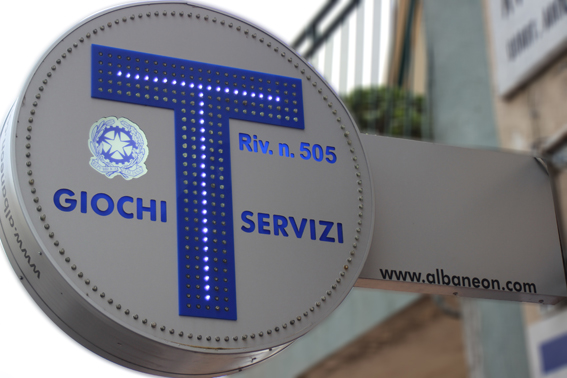 T
Riv. n. 505
GIOCHI SERVIZI
www.albaneon.com